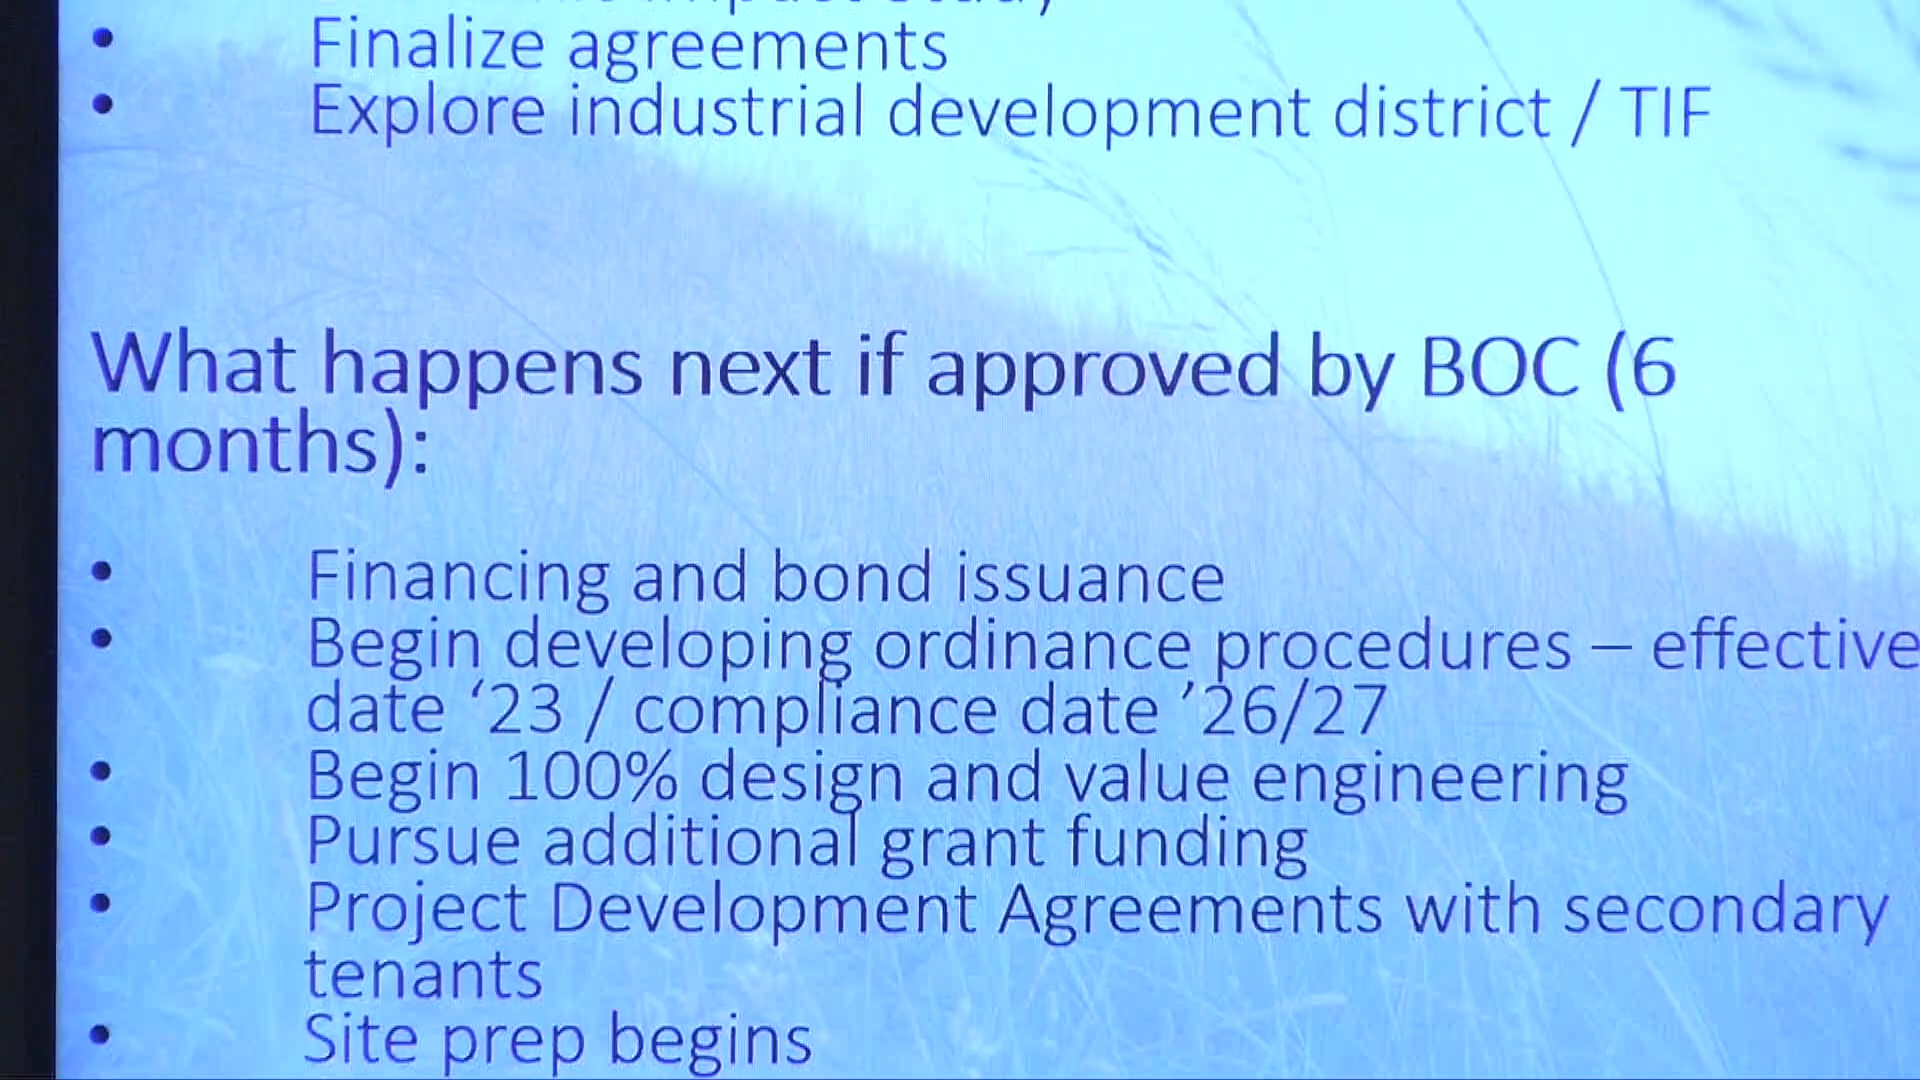 • Finalize agreements
• Explore industrial development district / TIF
What happens next if approved by BOC (6
months):
• Financing and bond issuance
• Begin developing ordinance procedures – effective
date ‘23 / compliance date ’26/27
• Begin 100% design and value engineering
• Pursue additional grant funding
• Project Development Agreements with secondary
tenants
• Site prep begins